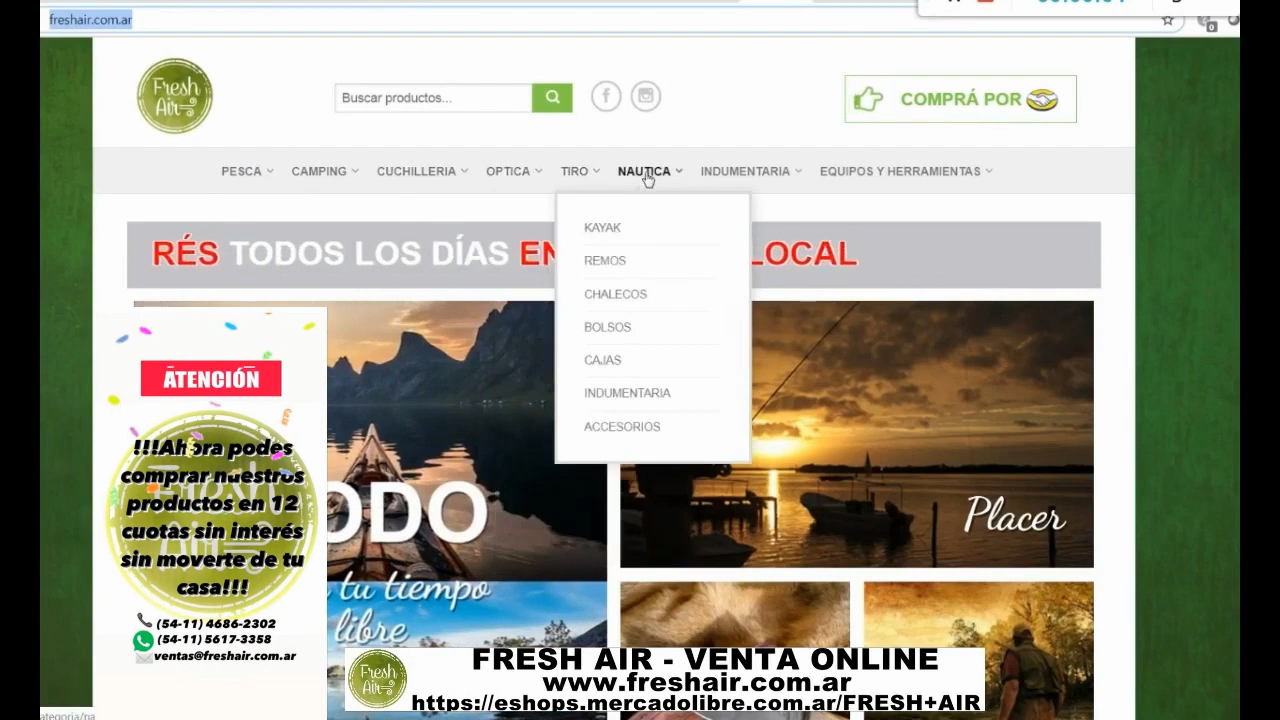 freshair.com.ar
0
Fresh
Air
Buscar productos...
COMPRÁ POR
PESCA CAMPING CUCHILLERIA OPTICA TIRO NAUTICA INDUMENTARIA EQUIPOS Y HERRAMIENTAS
KAYAK
REMOS
CHALECOS
BOLSOS
CAJAS
INDUMENTARIA
ACCESORIOS
RÉS TODOS LOS DÍAS EN LOCAL
ATENCIÓN
!!!Ahora podes
comprar nuestros
productos en 12
cuotas sin interés
sin moverte de tu
casa!!!
(54-11) 4686-2302
(54-11) 5617-3358
ventas@freshair.com.ar
ODO
tu tiempo
libre
Placer
Fresh
Air
FRESH AIR - VENTA ONLINE
www.freshair.com.ar
https://eshops.mercadolibre.com.ar/FRESH+AIR
ategoria/na